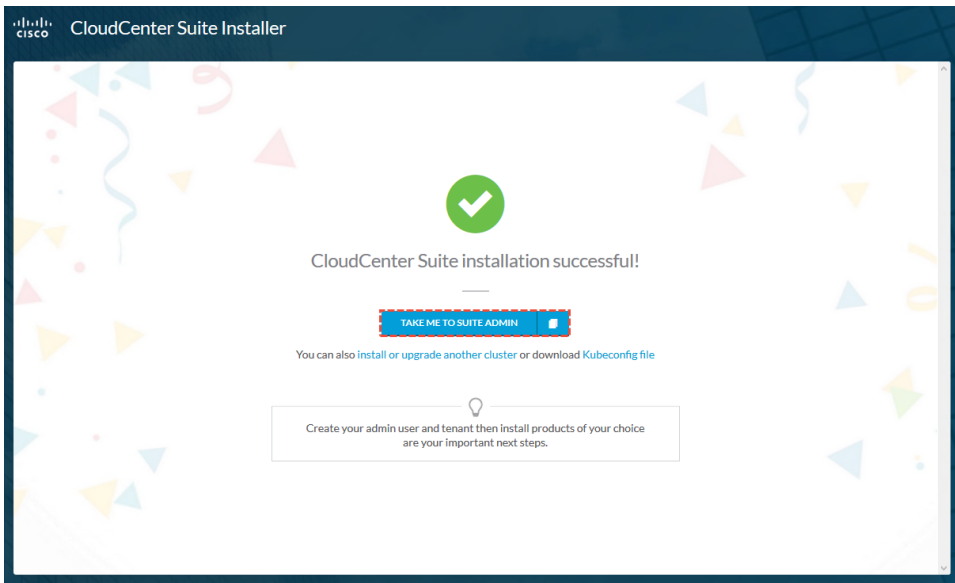 CISCO CloudCenter Suite Installer
CloudCenter Suite installation successful!
TAKE ME TO SUITE ADMIN
You can also install or upgrade another cluster or download Kubeconfig file
Create your admin user and tenant then install products of your choice
are your important next steps.